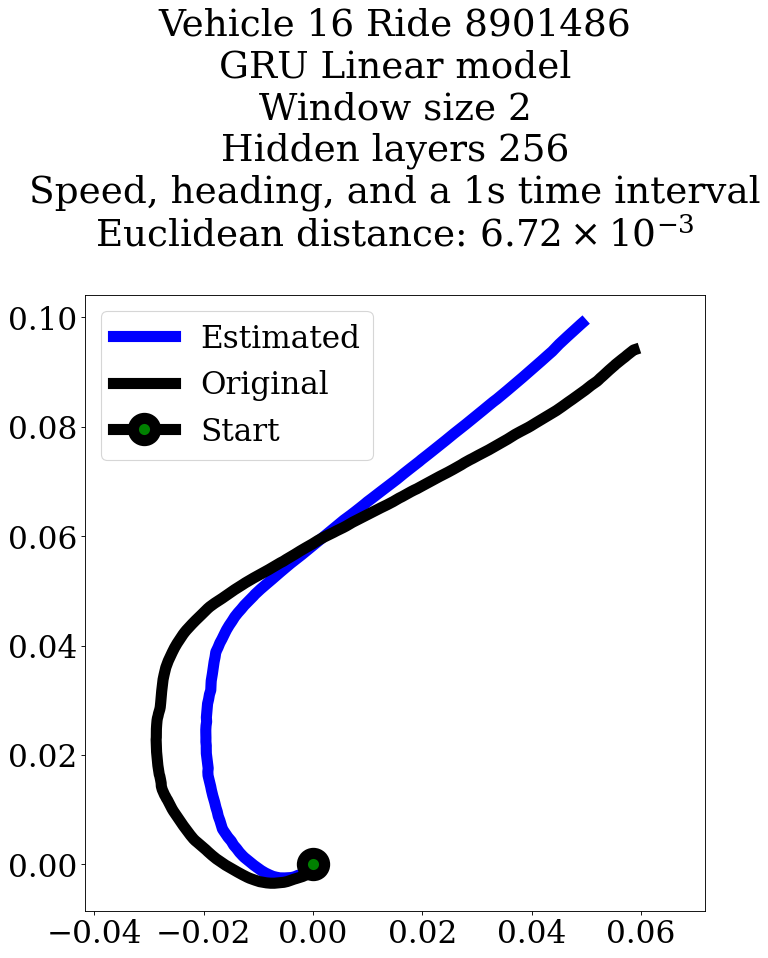 Vehicle 16 Ride 8901486
GRU Linear model
Window size 2
Hidden layers 256
Speed, heading, and a 1s time interval
Euclidean distance: 6.72 × 10⁻³
Estimated
Original
Start
0.10
0.08
0.06
0.04
0.02
0.00
−0.04 −0.02 0.00 0.02 0.04 0.06